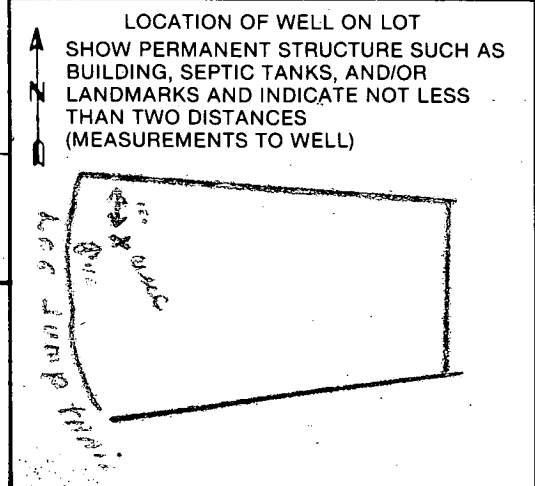 LOCATION OF WELL ON LOT
SHOW PERMANENT STRUCTURE SUCH AS
BUILDING, SEPTIC TANKS, AND/OR
N LANDMARKS AND INDICATE NOT LESS
THAN TWO DISTANCES
(MEASUREMENTS TO WELL)